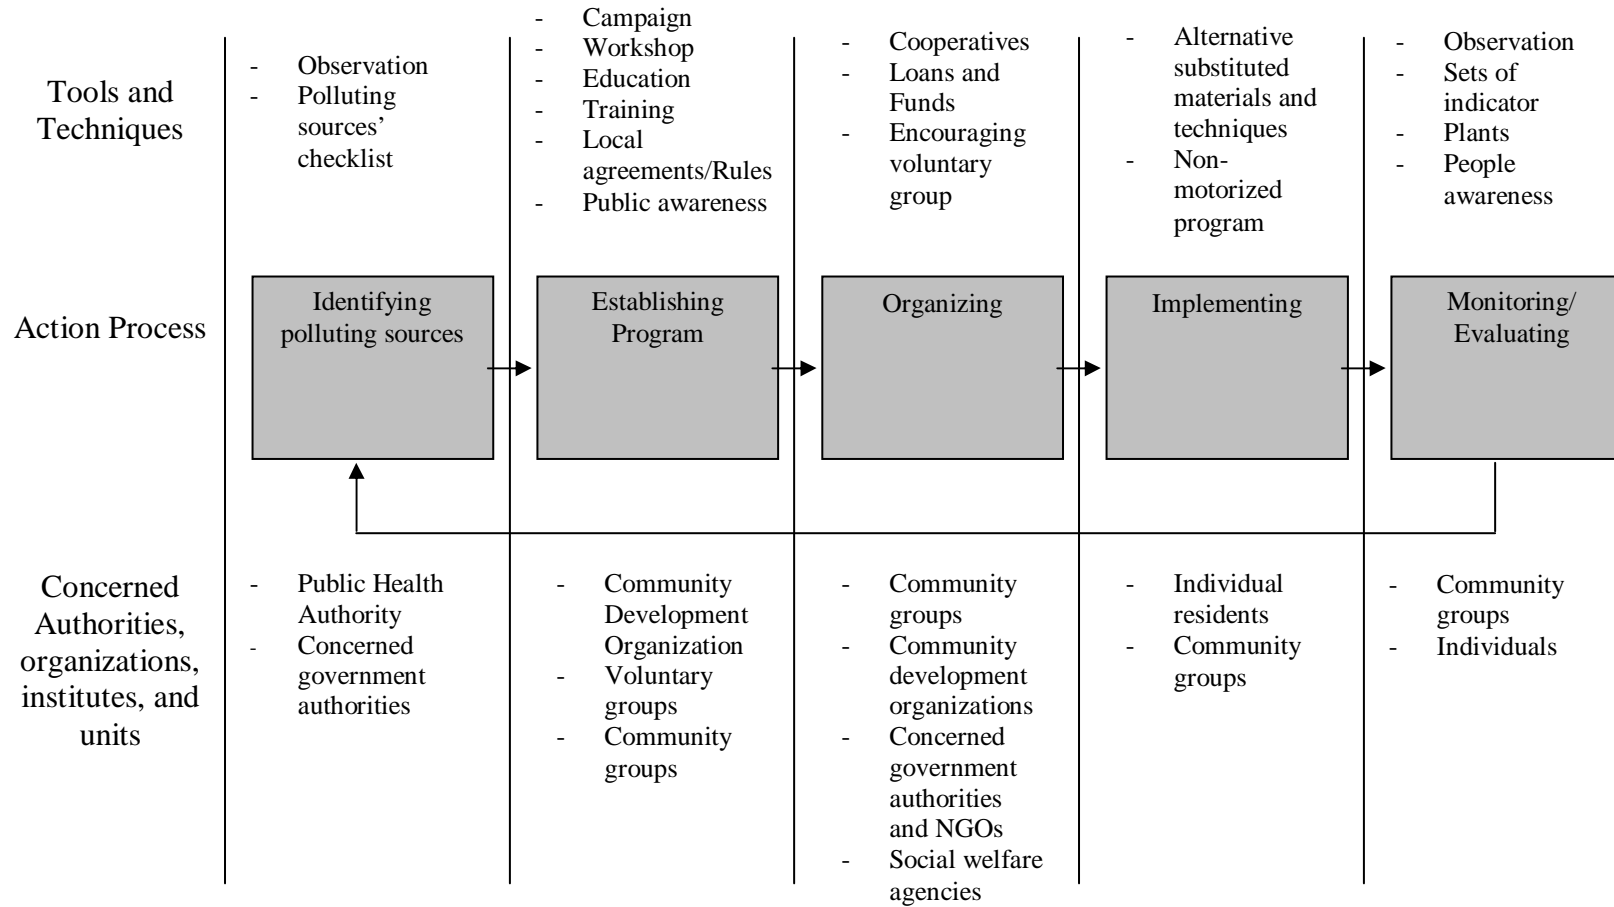 Tools and
Techniques
- Observation
- Polluting
sources’
checklist
- Campaign
- Workshop
- Education
- Training
- Local
agreements/Rules
- Public awareness
- Cooperatives
- Loans and
Funds
- Encouraging
voluntary
group
- Alternative
substituted
materials and
techniques
- Non-
motorized
program
- Observation
- Sets of
indicator
- Plants
- People
awareness
Action Process
Identifying
polluting sources
Establishing
Program
Organizing
Implementing
Monitoring/
Evaluating
Concerned
Authorities,
organizations,
institutes, and
units
- Public Health
Authority
- Concerned
government
authorities
- Community
Development
Organization
- Voluntary
groups
- Community
groups
- Community
groups
- Community
development
organizations
- Concerned
government
authorities
and NGOs
- Social welfare
agencies
- Individual
residents
- Community
groups
- Community
groups
- Individuals